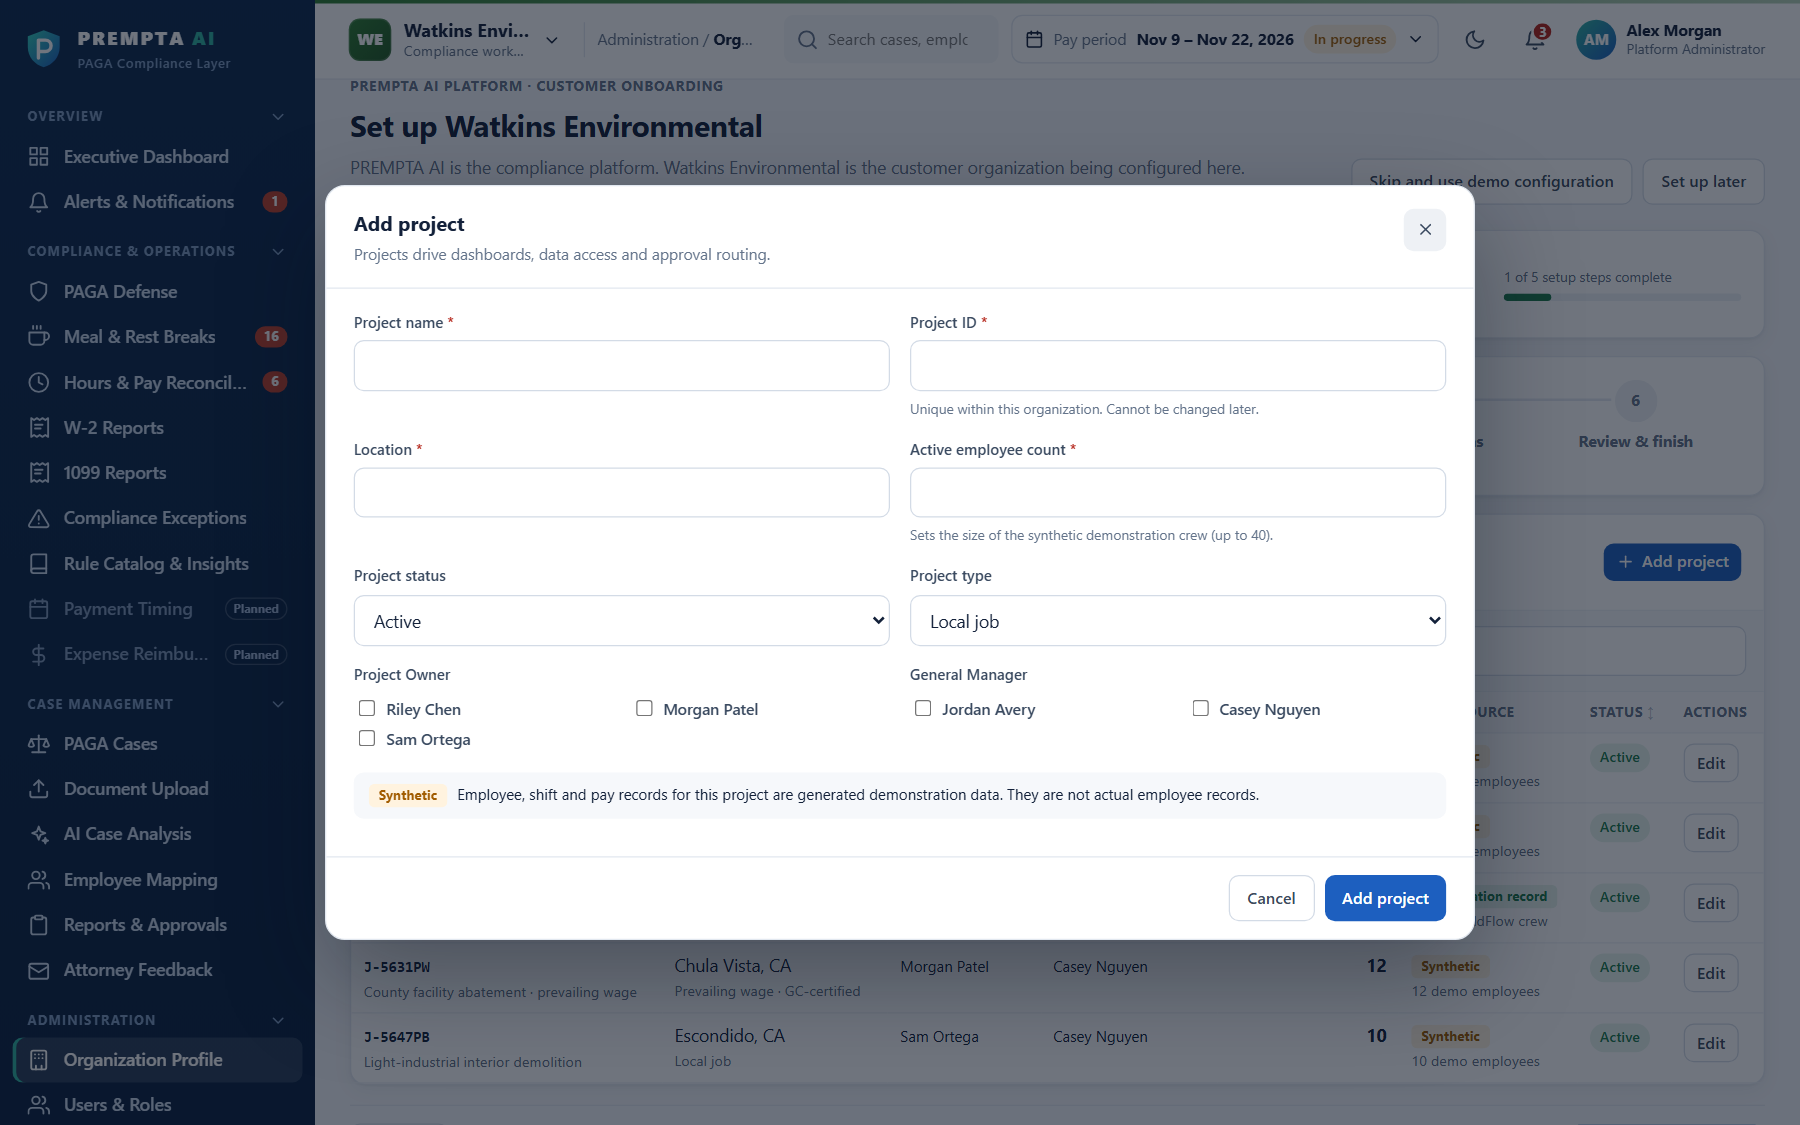 PREMPTA AI
PAGA Compliance Layer
OVERVIEW
Executive Dashboard
Alerts & Notifications 1
COMPLIANCE & OPERATIONS
PAGA Defense
Meal & Rest Breaks 16
Hours & Pay Reconcil... 6
W-2 Reports
1099 Reports
Compliance Exceptions
Rule Catalog & Insights
Payment Timing Planned
Expense Reimbu... Planned
CASE MANAGEMENT
PAGA Cases
Document Upload
AI Case Analysis
Employee Mapping
Reports & Approvals
Attorney Feedback
ADMINISTRATION
Organization Profile
Users & Roles
WE Watkins Envi...
Compliance work...
Administration / Org...
Search cases, emplc
Pay period Nov 9 – Nov 22, 2026 In progress
3
AM Alex Morgan
Platform Administrator
PREMPTA AI PLATFORM · CUSTOMER ONBOARDING
Set up Watkins Environmental
PREMPTA AI is the compliance platform. Watkins Environmental is the customer organization being configured here.
Skip and use demo configuration
Set up later
1 of 5 setup steps complete
6
Review & finish
Add project
STATUS ACTIONS
employees Active Edit
employees Active Edit
record crew Active Edit
Add project
Projects drive dashboards, data access and approval routing.
Project name *
Project ID *
Unique within this organization. Cannot be changed later.
Location *
Active employee count *
Sets the size of the synthetic demonstration crew (up to 40).
Project status
Active
Project type
Local job
Project Owner
Riley Chen
Morgan Patel
Sam Ortega
General Manager
Jordan Avery
Casey Nguyen
Synthetic Employee, shift and pay records for this project are generated demonstration data. They are not actual employee records.
Cancel
Add project
J-5631PW Chula Vista, CA Morgan Patel Casey Nguyen 12 Synthetic Active Edit
County facility abatement · prevailing wage Prevailing wage · GC-certified 12 demo employees
J-5647PB Escondido, CA Sam Ortega Casey Nguyen 10 Synthetic Active Edit
Light-industrial interior demolition Local job 10 demo employees